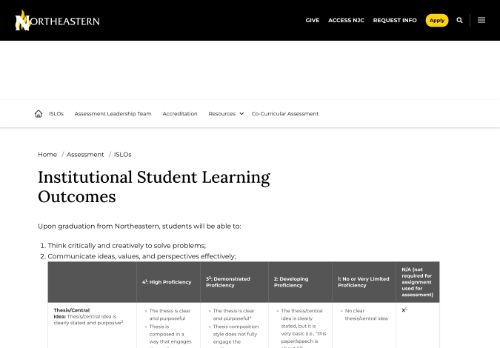 NORTHEASTERN
GIVE
ACCESS NJC
REQUEST INFO
Apply
ISLOs
Assessment Leadership Team
Accreditation
Resources
Co-Curricular Assessment
Home / Assessment / ISLOs
Institutional Student Learning
Outcomes
Upon graduation from Northeastern, students will be able to:
1. Think critically and creatively to solve problems;
2. Communicate ideas, values, and perspectives effectively;
4: High Proficiency
3: Demonstrated
Proficiency
2: Developing
Proficiency
1: No or Very Limited
Proficiency
N/A (not
required for
assignment
used for
assessment)
Thesis/Central
Idea: Thesis/central idea is
clearly stated and purposive
The thesis is clear
and purposeful
Thesis is
composed in a
way that engages
The thesis is clear
and purposeful
Thesis composition
style does not fully
engage the
The thesis/central
idea is clearly
stated, but it is
very basic (i.e., "this
paper/speech is
No clear
thesis/central idea
X